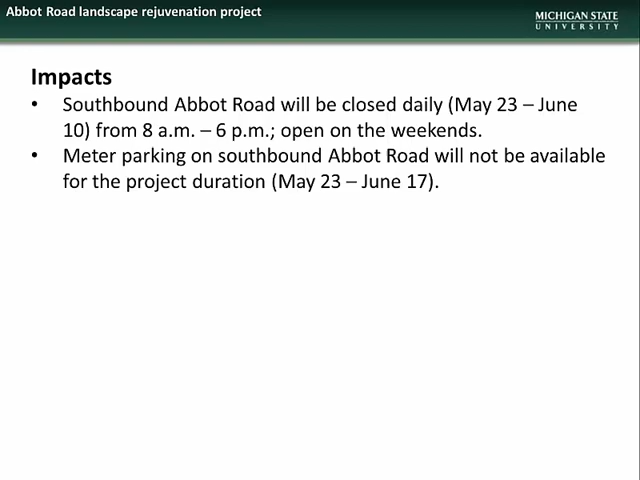 Abbot Road landscape rejuvenation project
MICHIGAN STATE
UNIVERSITY
Impacts
• Southbound Abbot Road will be closed daily (May 23 – June
10) from 8 a.m. – 6 p.m.; open on the weekends.
• Meter parking on southbound Abbot Road will not be available
for the project duration (May 23 – June 17).